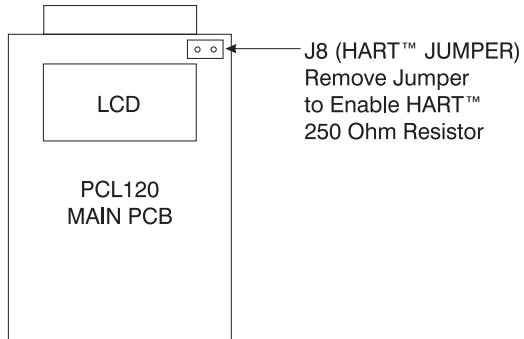 J8 (HART™ JUMPER)
Remove Jumper
to Enable HART™
250 Ohm Resistor
LCD
PCL120
MAIN PCB